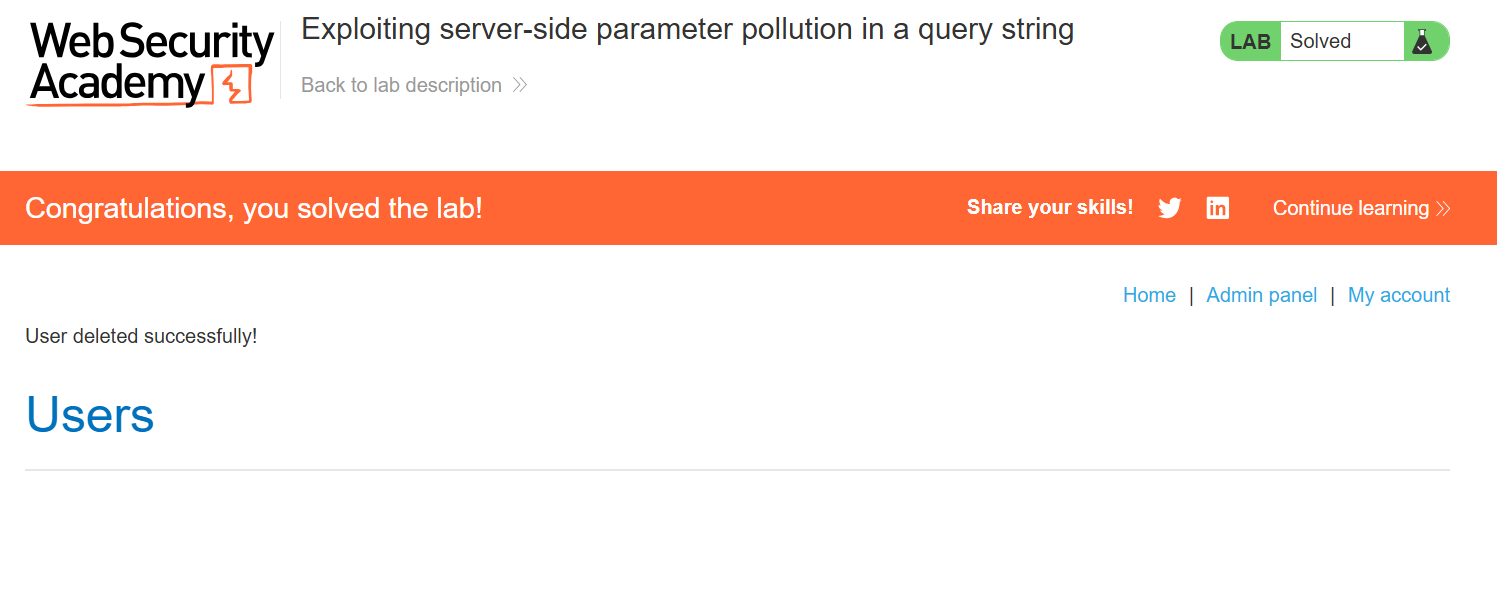 Web Security
Academy
Exploiting server-side parameter pollution in a query string
Back to lab description
LAB Solved
Congratulations, you solved the lab!
Share your skills!
Continue learning
Home | Admin panel | My account
User deleted successfully!
Users